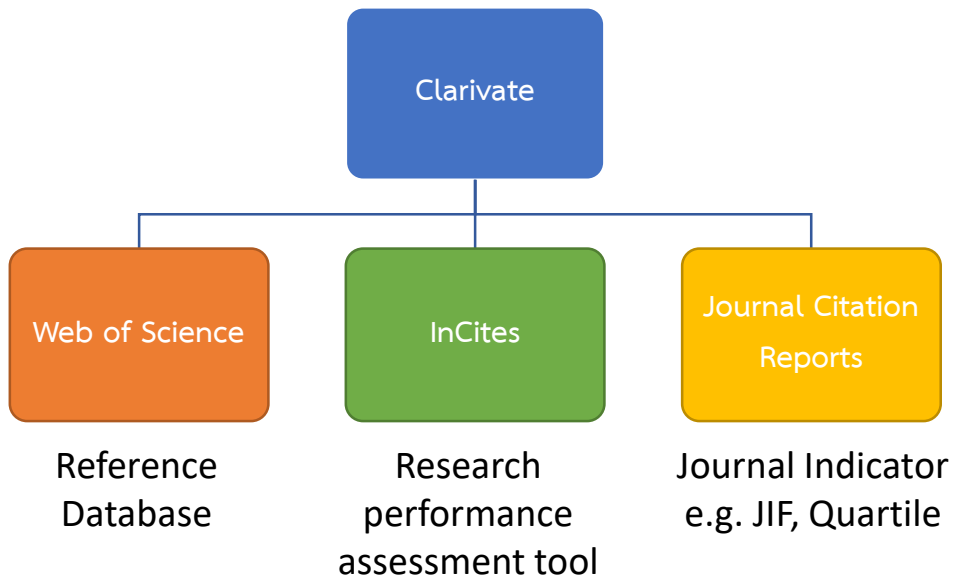 Clarivate
Web of Science
InCites
Journal Citation
Reports
Reference
Database
Research
performance
assessment tool
Journal Indicator
e.g. JIF, Quartile